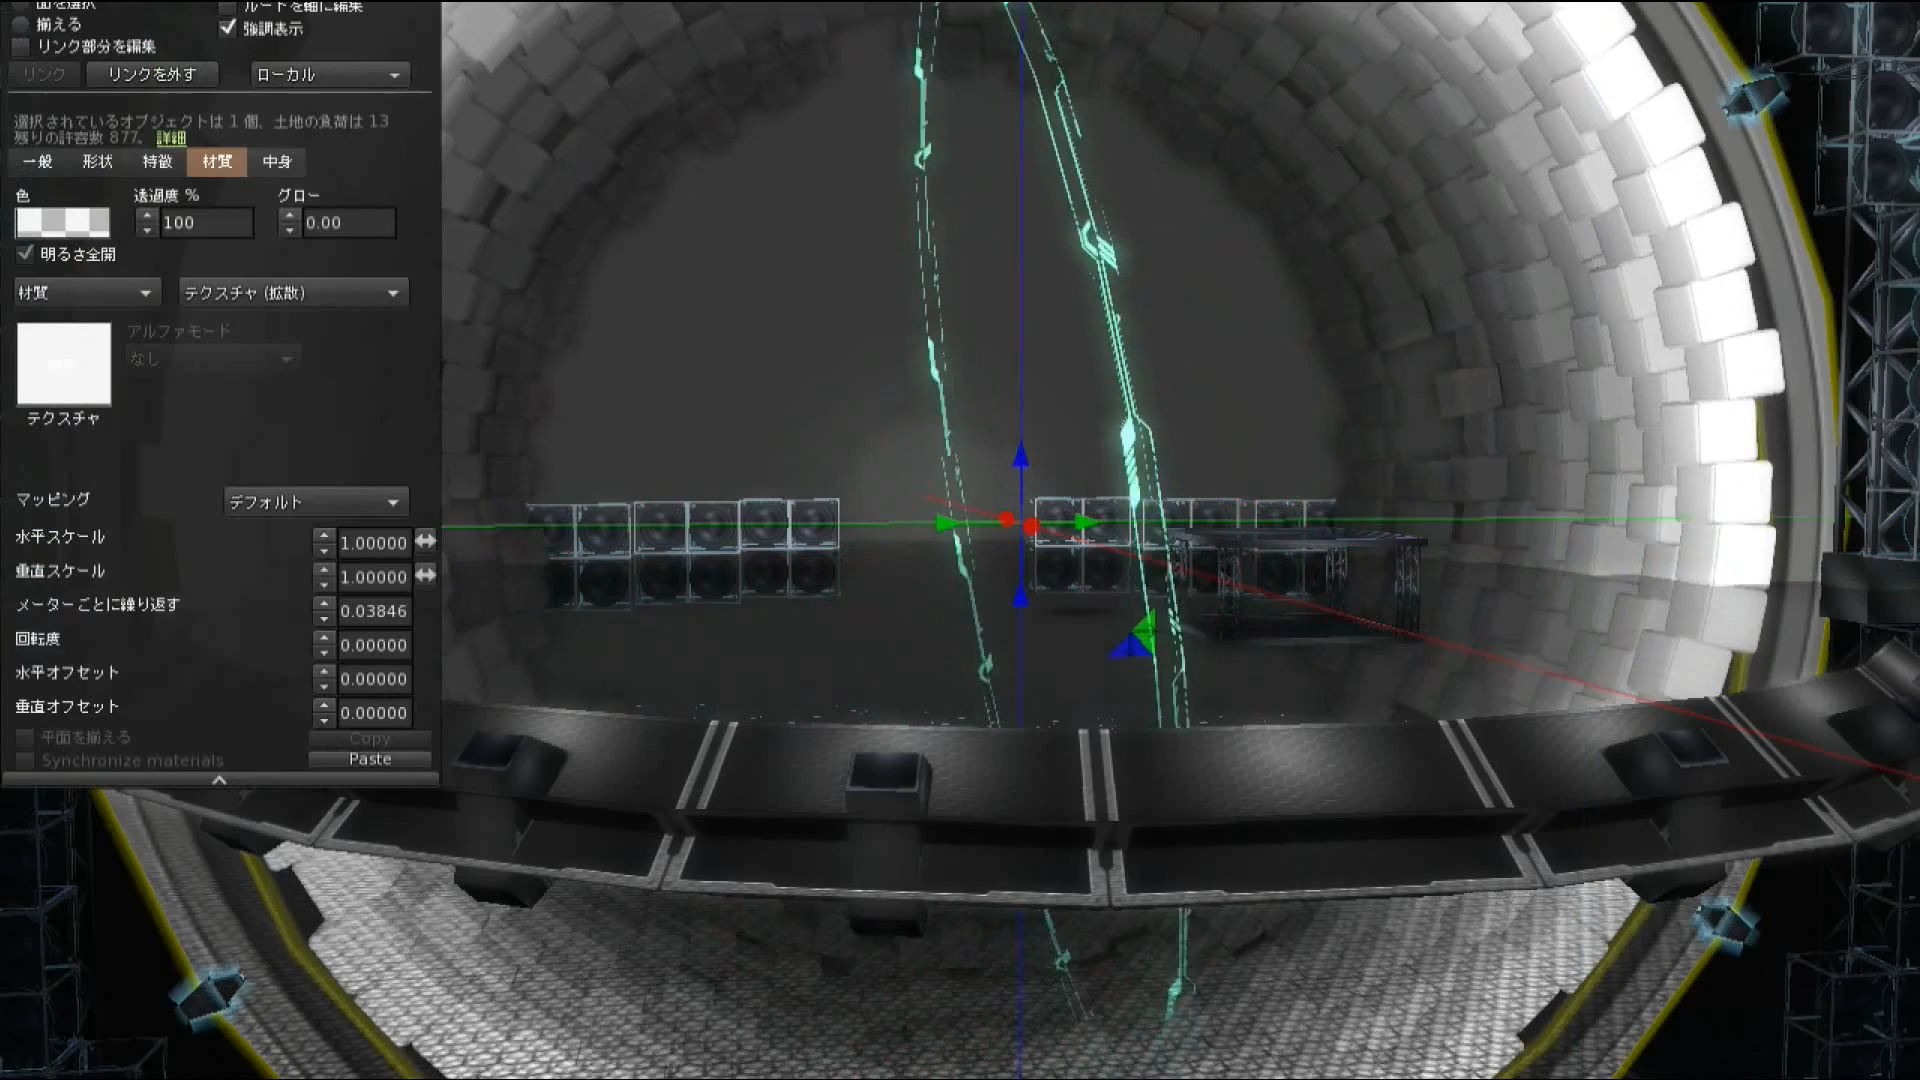 面を選択
ルートを軸に編集
揃える
強調表示
リンク部分を編集
リンク
リンクを外す
ローカル
選択されているオブジェクトは 1 個、土地の負荷は 13
残りの許容数 877。 詳細
一般 形状 特徴 材質 中身
色 透過度 % グロー
100 0.00
明るさ全開
材質 テクスチャ (拡散)
アルファモード
なし
テクスチャ
マッピング デフォルト
水平スケール 1.00000
垂直スケール 1.00000
メーターごとに繰り返す 0.03846
回転度 0.00000
水平オフセット 0.00000
垂直オフセット 0.00000
平面を揃える Copy
Synchronize materials Paste